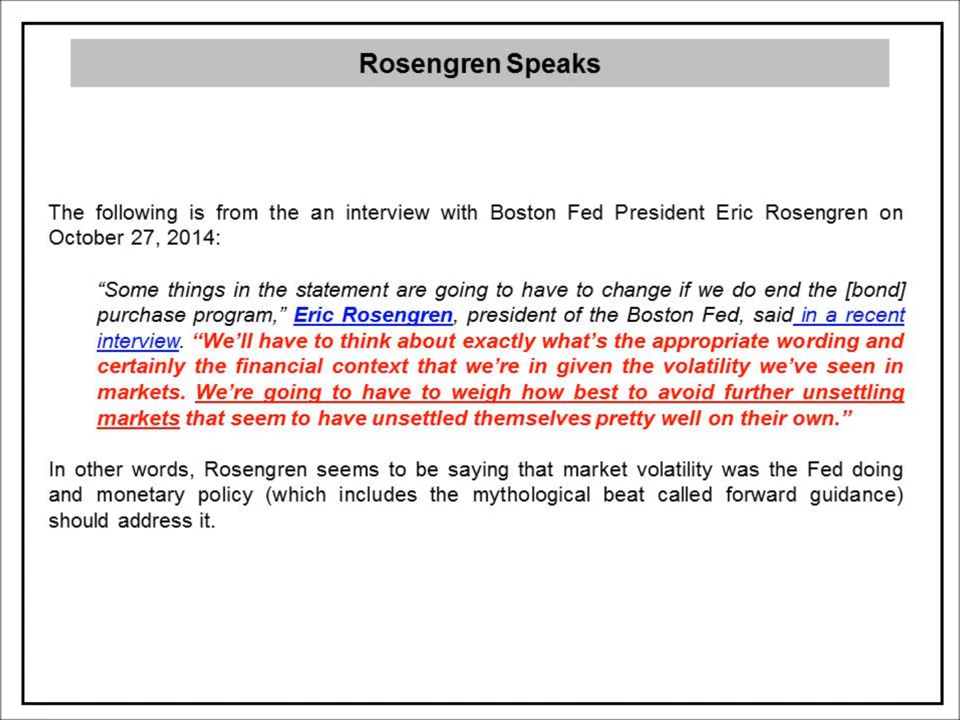 Rosengren Speaks
The following is from the an interview with Boston Fed President Eric Rosengren on
October 27, 2014:
“Some things in the statement are going to have to change if we do end the [bond]
purchase program,” Eric Rosengren, president of the Boston Fed, said in a recent
interview. “We’ll have to think about exactly what’s the appropriate wording and
certainly the financial context that we’re in given the volatility we’ve seen in
markets. We’re going to have to weigh how best to avoid further unsettling
markets that seem to have unsettled themselves pretty well on their own.”
In other words, Rosengren seems to be saying that market volatility was the Fed doing
and monetary policy (which includes the mythological beat called forward guidance)
should address it.